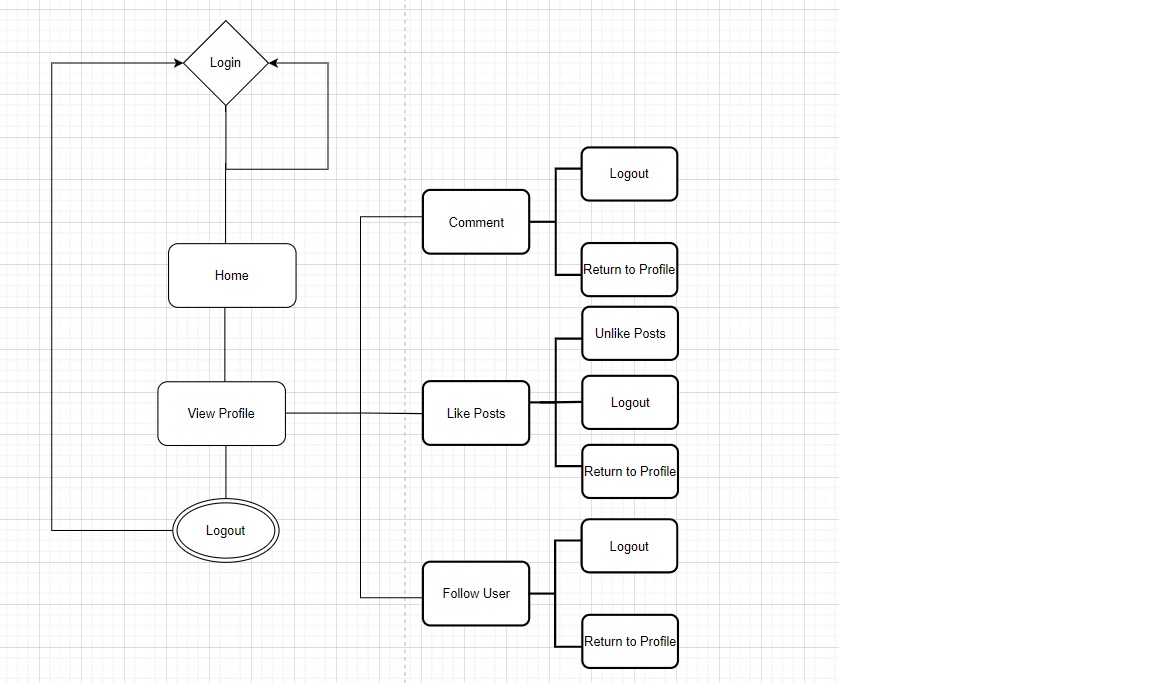 Login
Home
View Profile
Logout
Comment
Logout
Return to Profile
Like Posts
Unlike Posts
Logout
Return to Profile
Follow User
Logout
Return to Profile